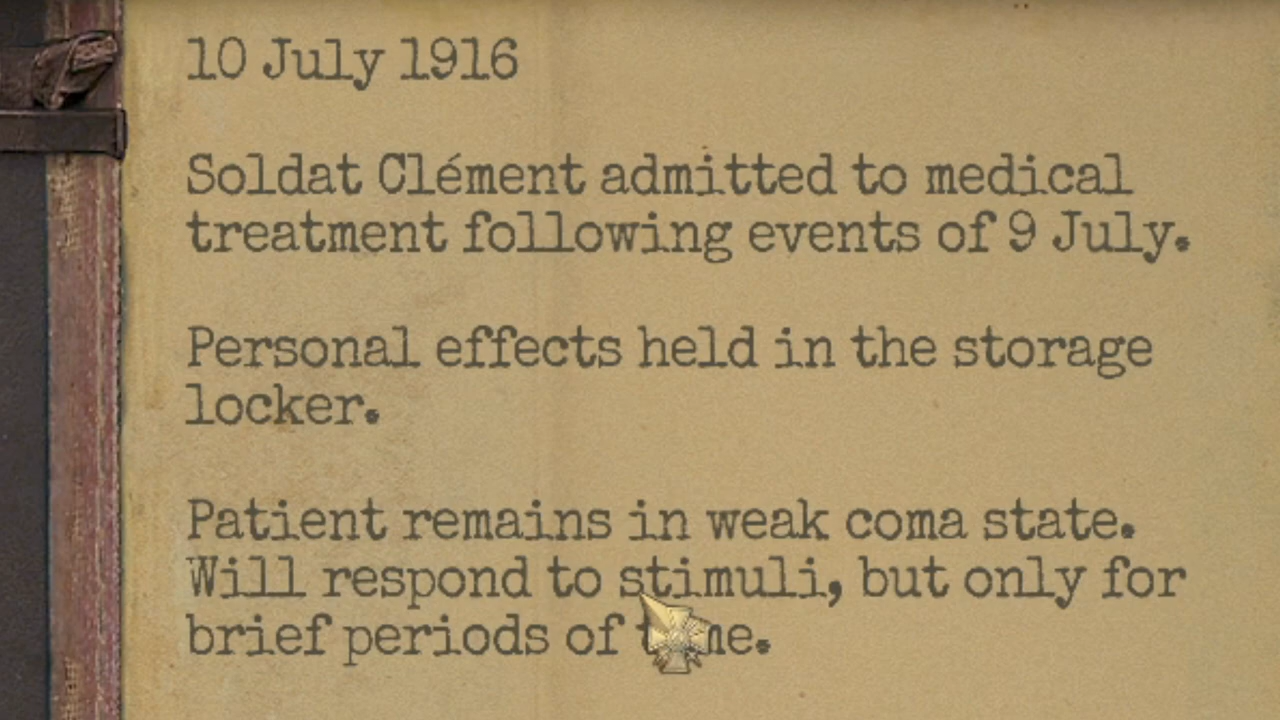 10 July 1916
Soldat Clément admitted to medical
treatment following events of 9 July.
Personal effects held in the storage
locker.
Patient remains in weak coma state.
Will respond to stimuli, but only for
brief periods of